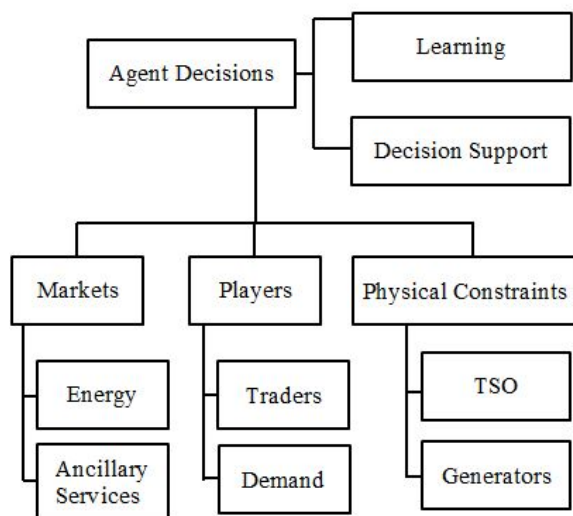 Learning
Agent Decisions
Decision Support
Markets
Players
Physical Constraints
Energy
Traders
TSO
Ancillary
Services
Demand
Generators